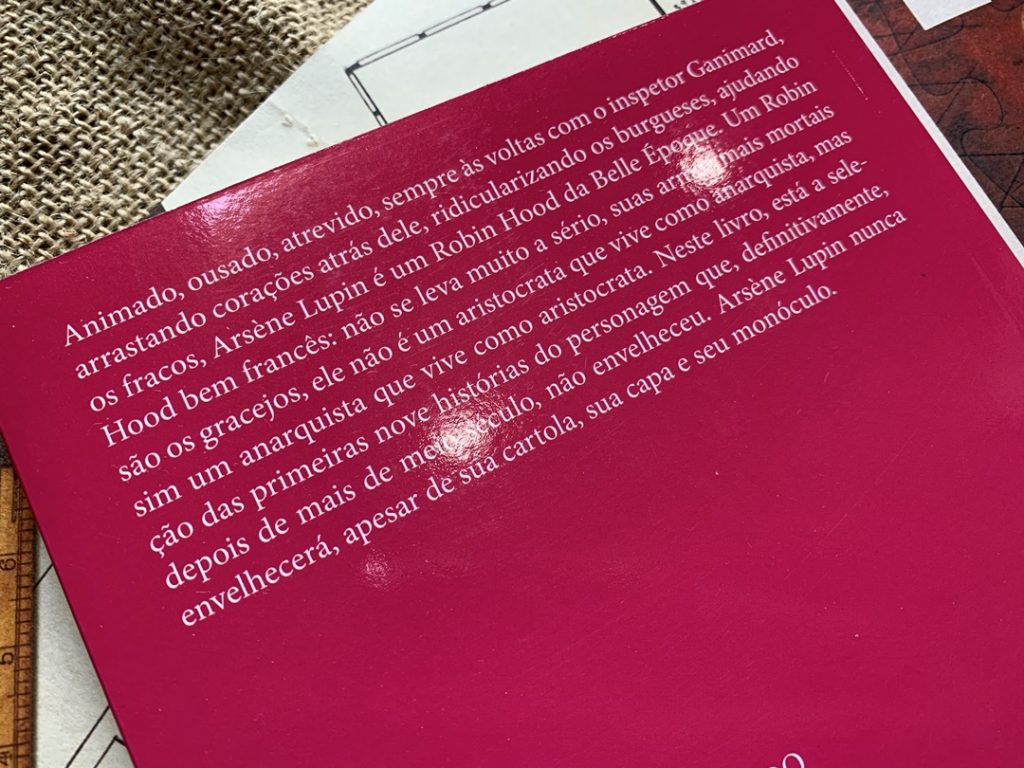 Animado, ousado, atrevido, sempre às voltas com o inspetor Ganimard,
arrastando corações atrás dele, ridicularizando os burgueses, ajudando
os fracos, Arsène Lupin é um Robin Hood da Belle Époque. Um Robin
Hood bem francês: não se leva muito a sério, suas armas mais mortais
são os gracejos, ele não é um aristocrata que vive como anarquista, mas
sim um anarquista que vive como aristocrata. Neste livro, está a sele-
ção das primeiras nove histórias do personagem que, definitivamente,
depois de mais de meio século, não envelheceu. Arsène Lupin nunca
envelhecerá, apesar de sua cartola, sua capa e seu monóculo.
6
5
4